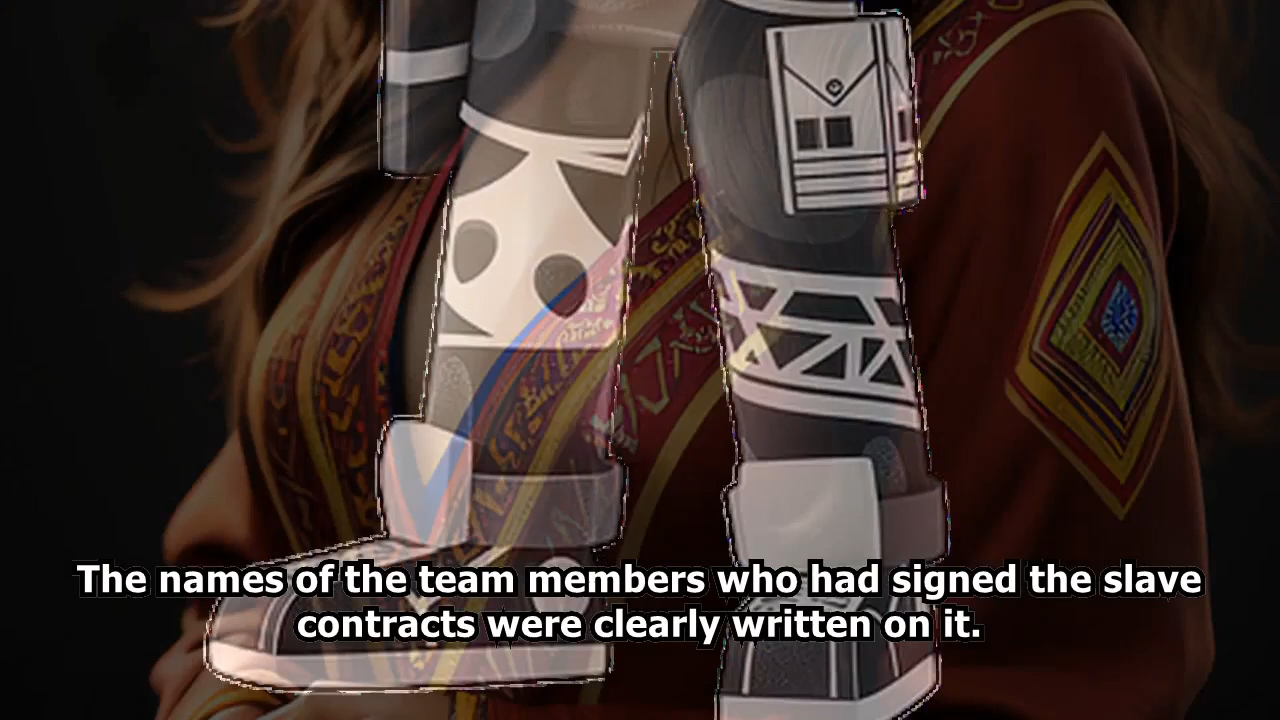 The names of the team members who had signed the slave
contracts were clearly written on it.